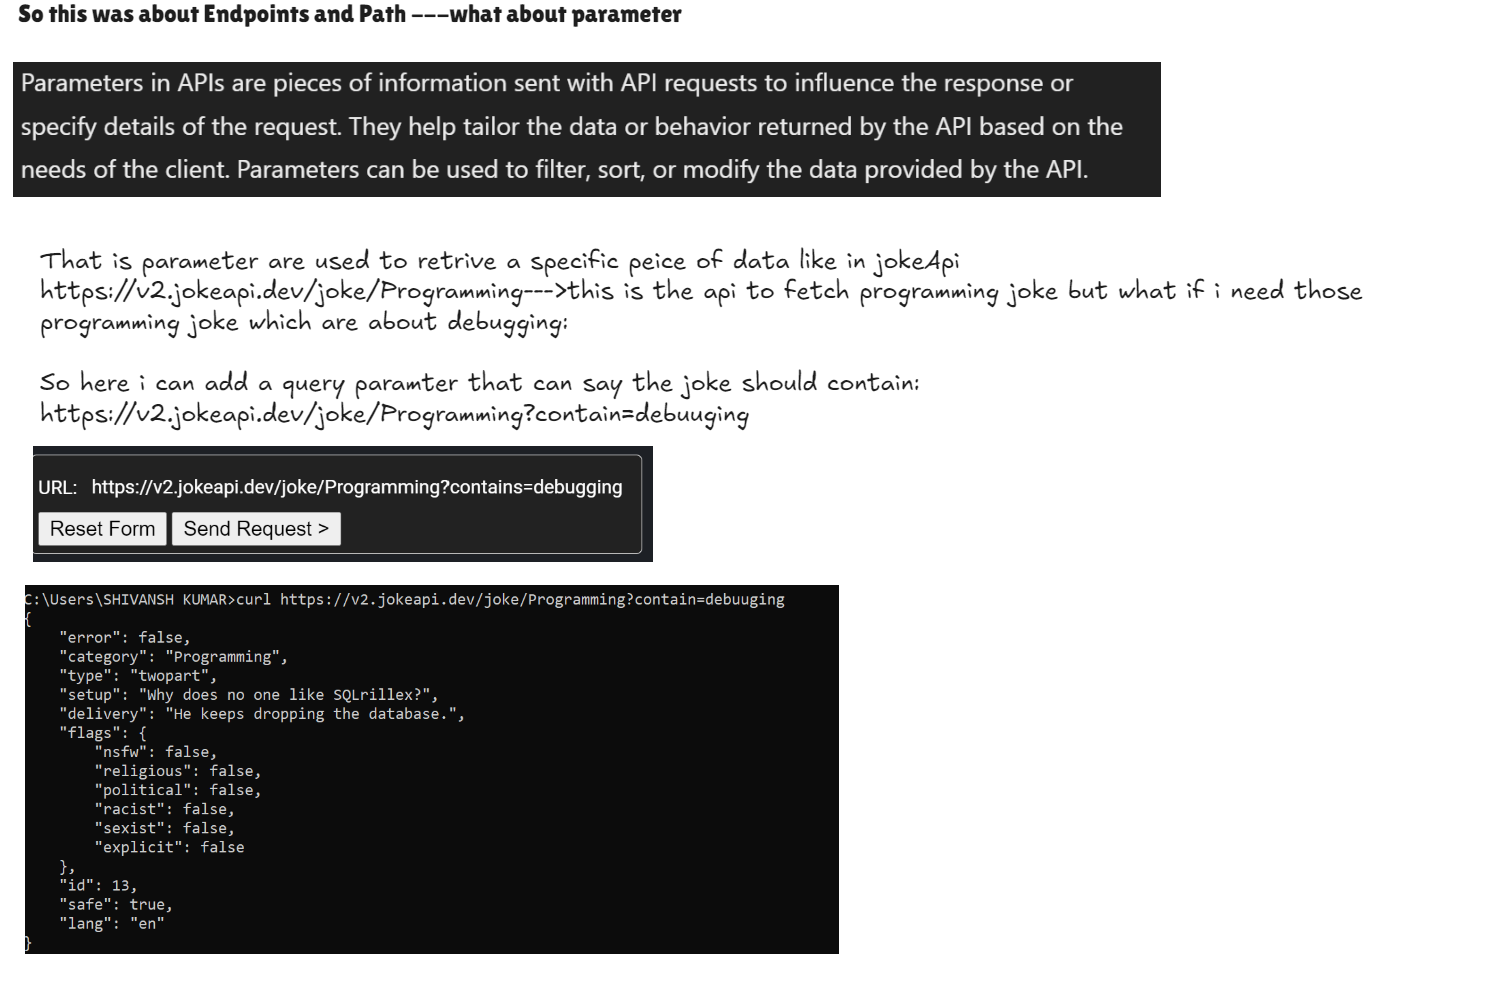 So this was about Endpoints and Path ---what about parameter
Parameters in APIs are pieces of information sent with API requests to influence the response or
specify details of the request. They help tailor the data or behavior returned by the API based on the
needs of the client. Parameters can be used to filter, sort, or modify the data provided by the API.
That is parameter are used to retrive a specific peice of data like in jokeApi
https://v2.jokeapi.dev/joke/Programming--->this is the api to fetch programming joke but what if i need those
programming joke which are about debugging:
So here i can add a query paramter that can say the joke should contain:
https://v2.jokeapi.dev/joke/Programming?contain=debuuging
URL: https://v2.jokeapi.dev/joke/Programming?contains=debugging
Reset Form Send Request >
C:\Users\SHIVANSH KUMAR>curl https://v2.jokeapi.dev/joke/Programming?contain=debuuging
{
    "error": false,
    "category": "Programming",
    "type": "twopart",
    "setup": "Why does no one like SQLrillex?",
    "delivery": "He keeps dropping the database.",
    "flags": {
        "nsfw": false,
        "religious": false,
        "political": false,
        "racist": false,
        "sexist": false,
        "explicit": false
    },
    "id": 13,
    "safe": true,
    "lang": "en"
}